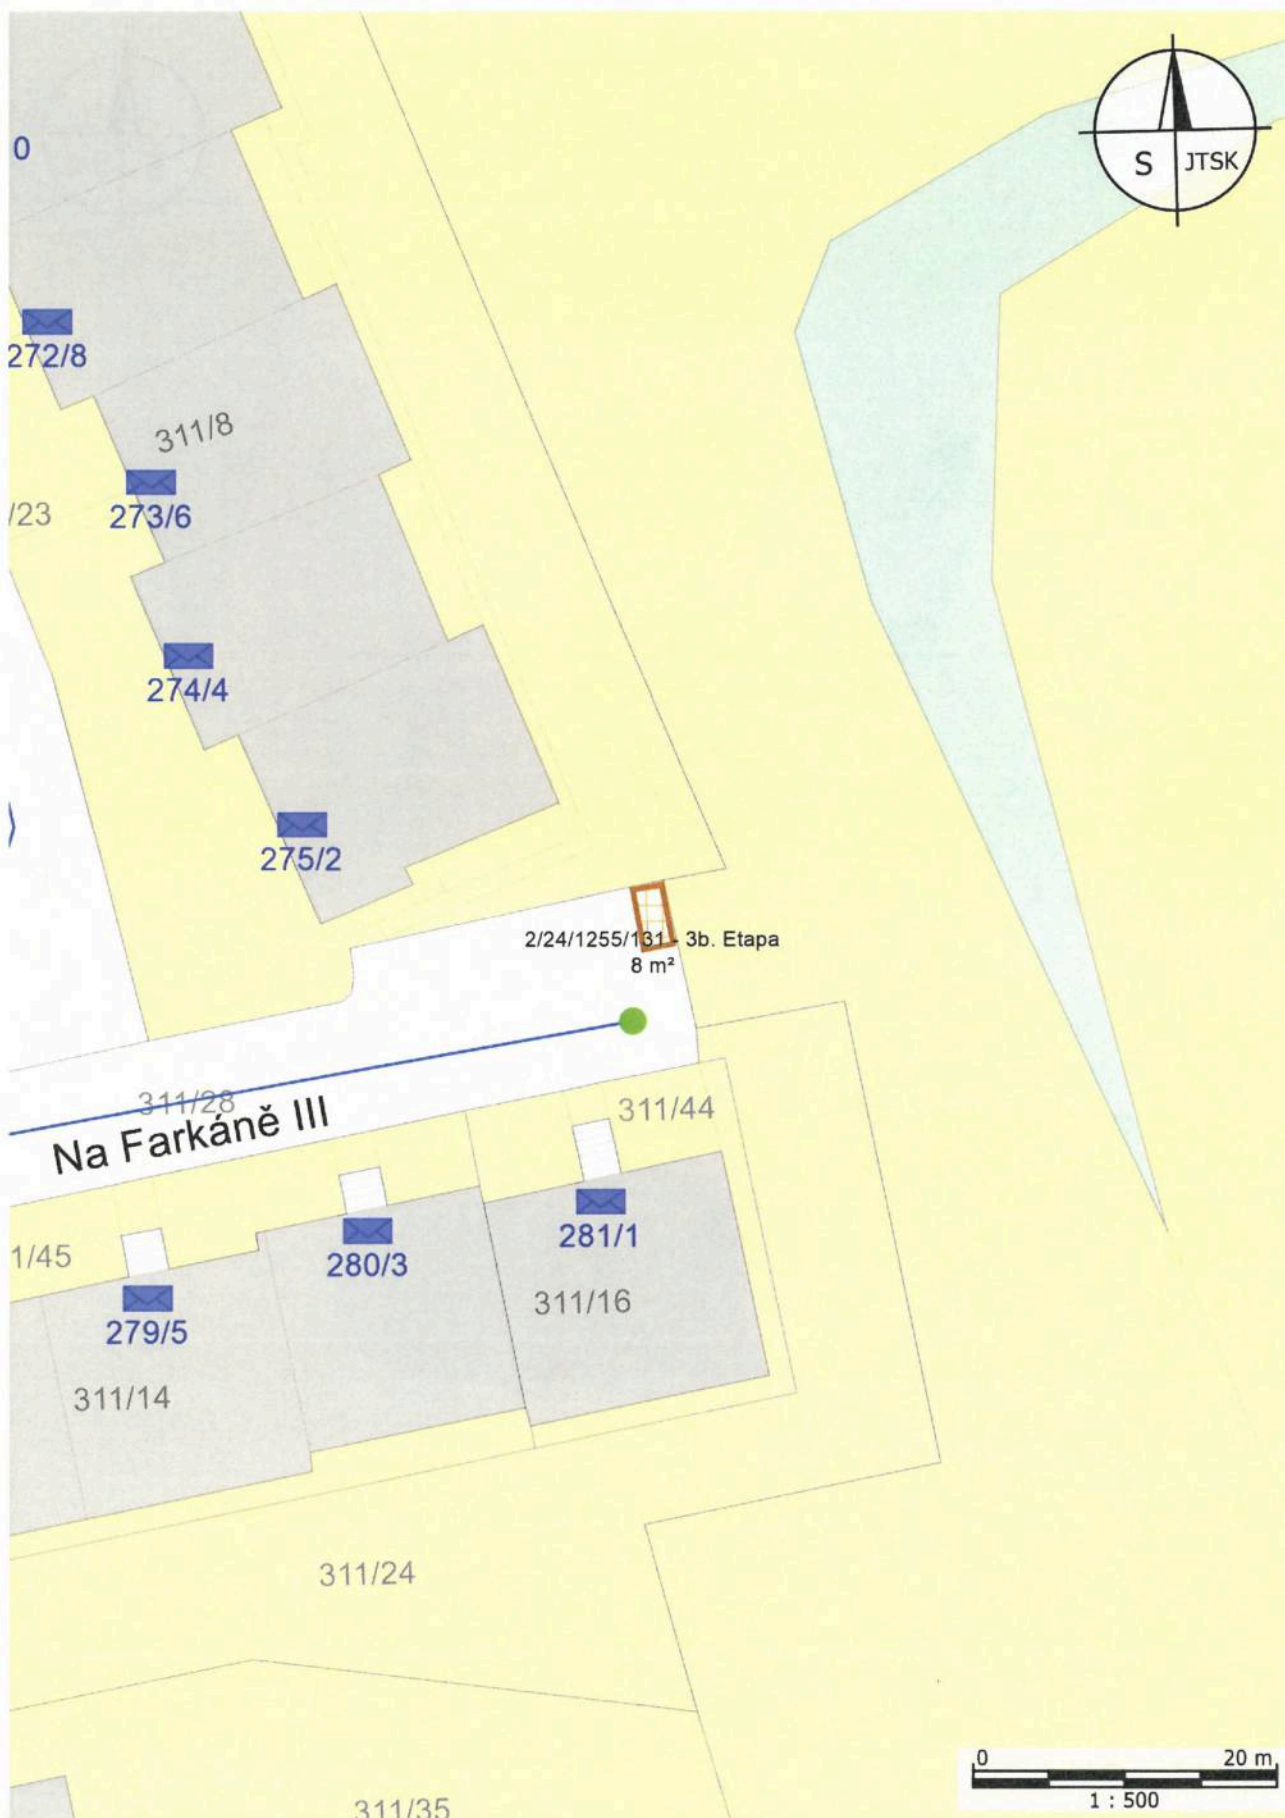 S JTSK
0
272/8
311/8
/23
273/6
274/4
275/2
2/24/1255/131 - 3b. Etapa
8 m²
311/28
Na Farkáně III
311/44
281/1
280/3
1/45
279/5
311/16
311/14
311/24
0 20 m
1 : 500
311/35